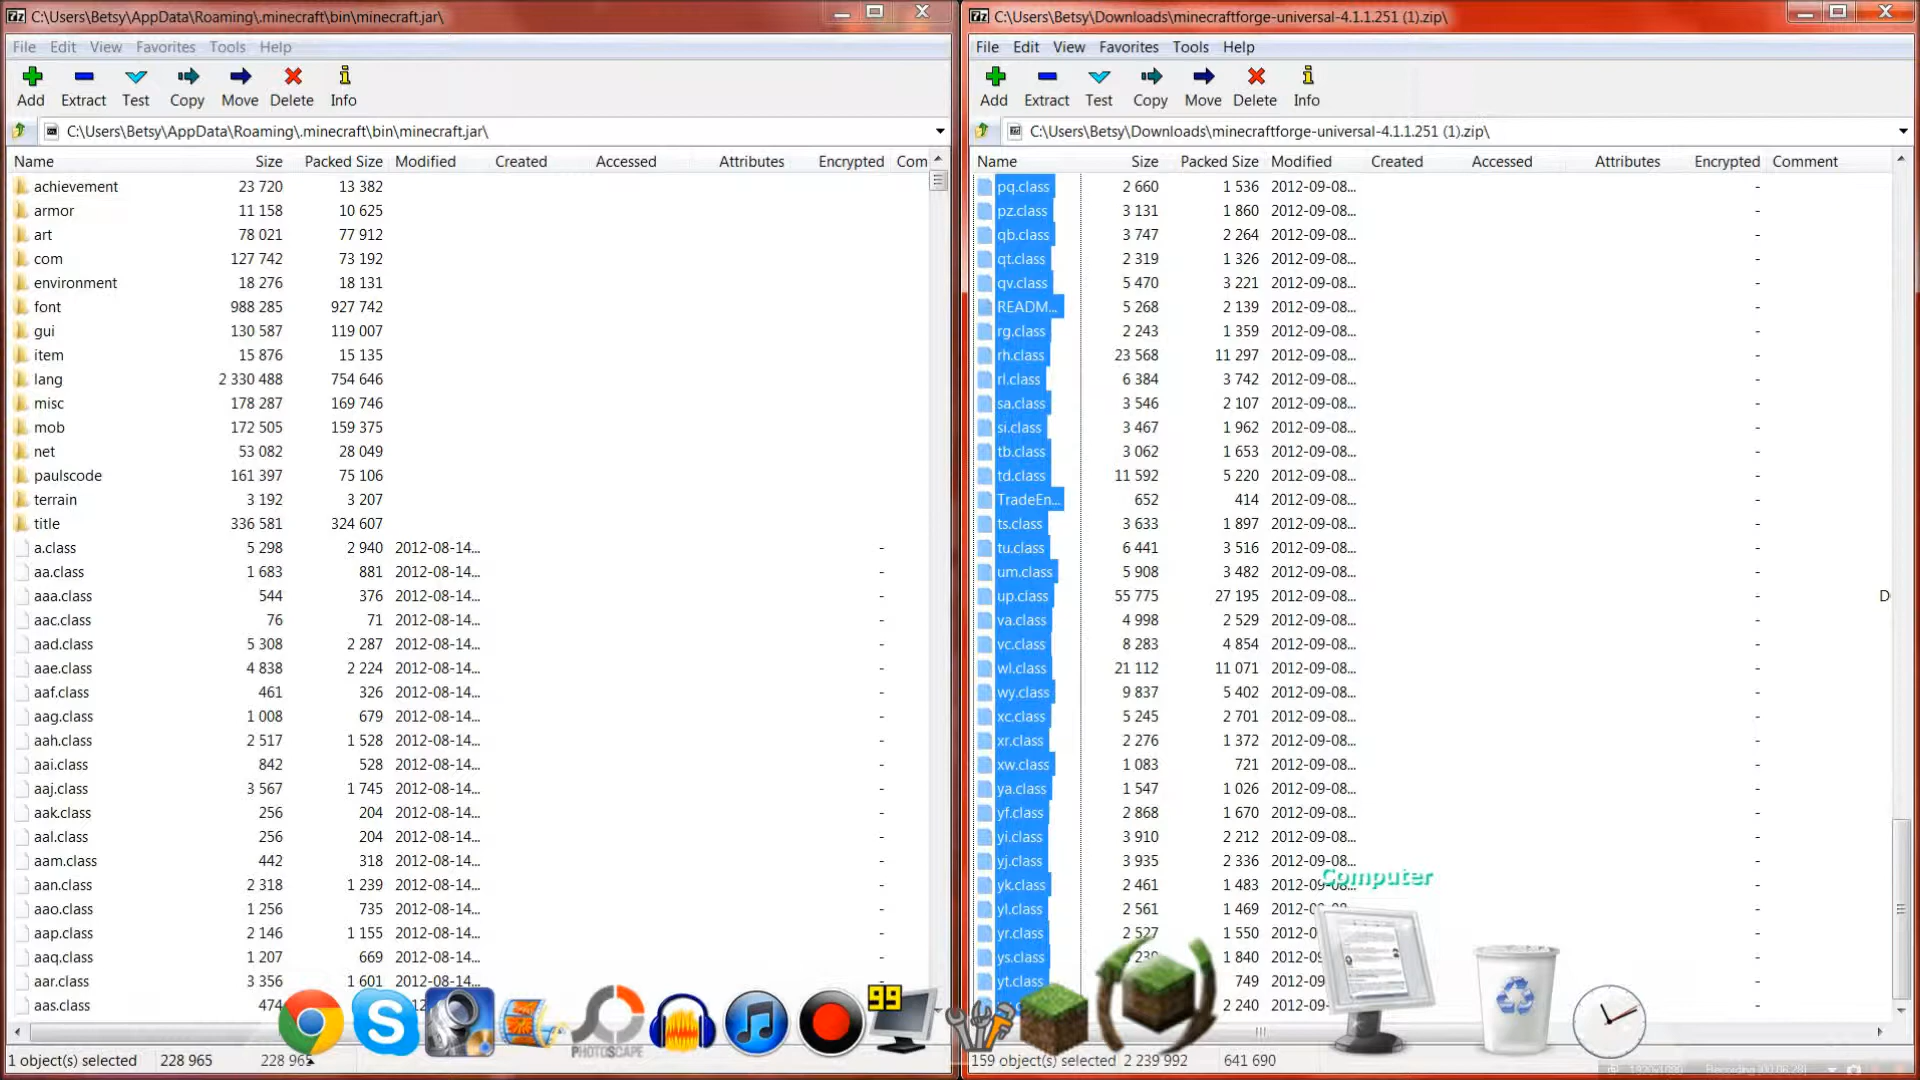 C:\Users\Betsy\AppData\Roaming\.minecraft\bin\minecraft.jar\
File Edit View Favorites Tools Help
Add Extract Test Copy Move Delete Info
C:\Users\Betsy\AppData\Roaming\.minecraft\bin\minecraft.jar\
Name Size Packed Size Modified Created Accessed Attributes Encrypted Com
achievement 23 720 13 382
armor 11 158 10 625
art 78 021 77 912
com 127 742 73 192
environment 18 276 18 131
font 988 285 927 742
gui 130 587 119 007
item 15 876 15 135
lang 2 330 488 754 646
misc 178 287 169 746
mob 172 505 159 375
net 53 082 28 049
paulscode 161 397 75 106
terrain 3 192 3 207
title 336 581 324 607
a.class 5 298 2 940 2012-08-14... -
aa.class 1 683 881 2012-08-14... -
aaa.class 544 376 2012-08-14... -
aac.class 76 71 2012-08-14... -
aad.class 5 308 2 287 2012-08-14... -
aae.class 4 838 2 224 2012-08-14... -
aaf.class 461 326 2012-08-14... -
aag.class 1 008 679 2012-08-14... -
aah.class 2 517 1 528 2012-08-14... -
aai.class 842 528 2012-08-14... -
aaj.class 3 567 1 745 2012-08-14... -
aak.class 256 204 2012-08-14... -
aal.class 256 204 2012-08-14... -
aam.class 442 318 2012-08-14... -
aan.class 2 318 1 239 2012-08-14... -
aao.class 1 256 735 2012-08-14... -
aap.class 2 146 1 155 2012-08-14... -
aaq.class 1 207 669 2012-08-14... -
aar.class 3 356 1 601 2012-08-14... -
aas.class 474
1 object(s) selected 228 965 228 965
C:\Users\Betsy\Downloads\minecraftforge-universal-4.1.1.251 (1).zip\
File Edit View Favorites Tools Help
Add Extract Test Copy Move Delete Info
C:\Users\Betsy\Downloads\minecraftforge-universal-4.1.1.251 (1).zip\
Name Size Packed Size Modified Created Accessed Attributes Encrypted Comment
pq.class 2 660 1 536 2012-09-08... -
pz.class 3 131 1 860 2012-09-08... -
qb.class 3 747 2 264 2012-09-08... -
qt.class 2 319 1 326 2012-09-08... -
qv.class 5 470 3 221 2012-09-08... -
READM... 5 268 2 139 2012-09-08... -
rg.class 2 243 1 359 2012-09-08... -
rh.class 23 568 11 297 2012-09-08... -
rl.class 6 384 3 742 2012-09-08... -
sa.class 3 546 2 107 2012-09-08... -
si.class 3 467 1 962 2012-09-08... -
tb.class 3 062 1 653 2012-09-08... -
td.class 11 592 5 220 2012-09-08... -
TradeEn... 652 414 2012-09-08... -
ts.class 3 633 1 897 2012-09-08... -
tu.class 6 441 3 516 2012-09-08... -
um.class 5 908 3 482 2012-09-08... -
up.class 55 775 27 195 2012-09-08... - D
va.class 4 998 2 529 2012-09-08... -
vc.class 8 283 4 854 2012-09-08... -
wl.class 21 112 11 071 2012-09-08... -
wy.class 9 837 5 402 2012-09-08... -
xc.class 5 245 2 701 2012-09-08... -
xr.class 2 276 1 372 2012-09-08... -
xw.class 1 083 721 2012-09-08... -
ya.class 1 547 1 026 2012-09-08... -
yf.class 2 868 1 670 2012-09-08... -
yi.class 3 910 2 212 2012-09-08... -
yj.class 3 935 2 336 2012-09-08... -
yk.class 2 461 1 483 2012-09-08... -
yl.class 2 561 1 469 2012-09 -
yr.class 2 527 1 550 2012-09 -
ys.class 1 840 2012-09 -
yt.class 749 2012-09 -
2 240 2012-09 -
159 object(s) selected 2 239 992 641 690
Computer
PHOTOSCAPE
99